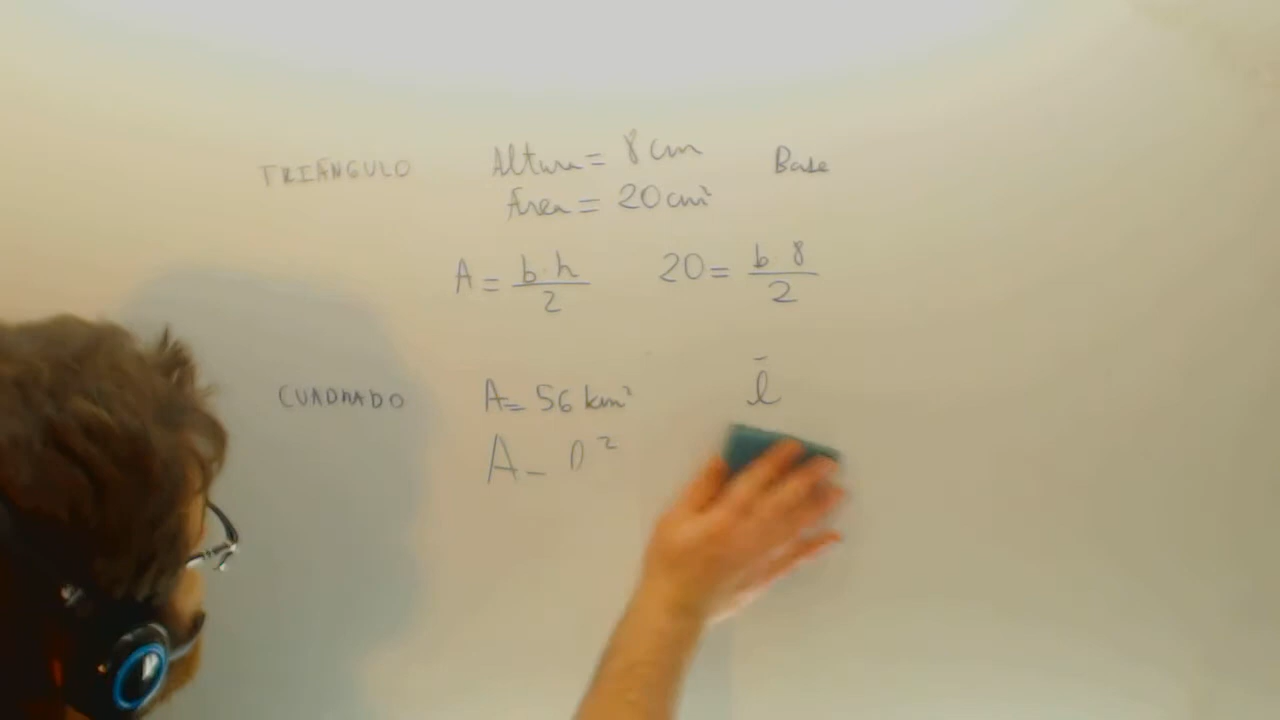 TRIÁNGULO Altura = 8 cm Base
Área = 20 cm²
A = b·h/2 20 = b 8/2
CUADRADO A = 56 km² l
A = l²